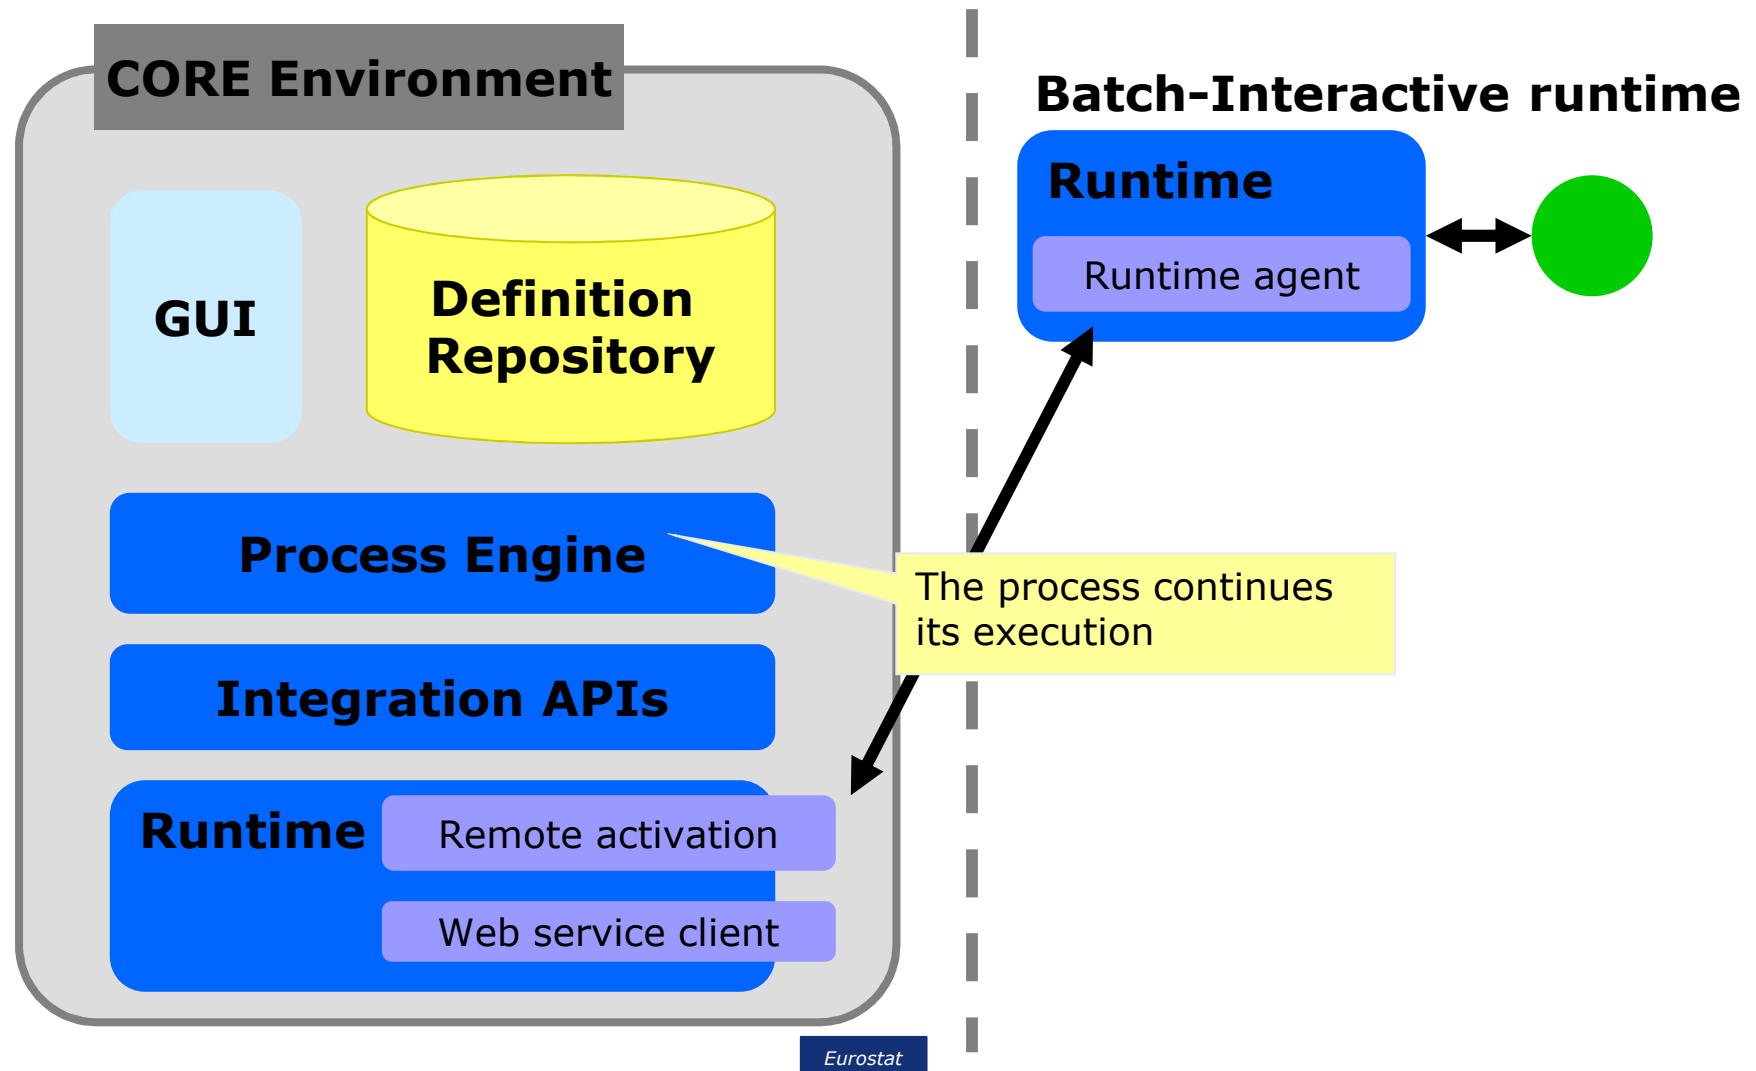 CORE Environment
Batch-Interactive runtime
Runtime
Runtime agent
GUI
Definition
Repository
Process Engine
The process continues
its execution
Integration APIs
Runtime
Remote activation
Web service client
Eurostat